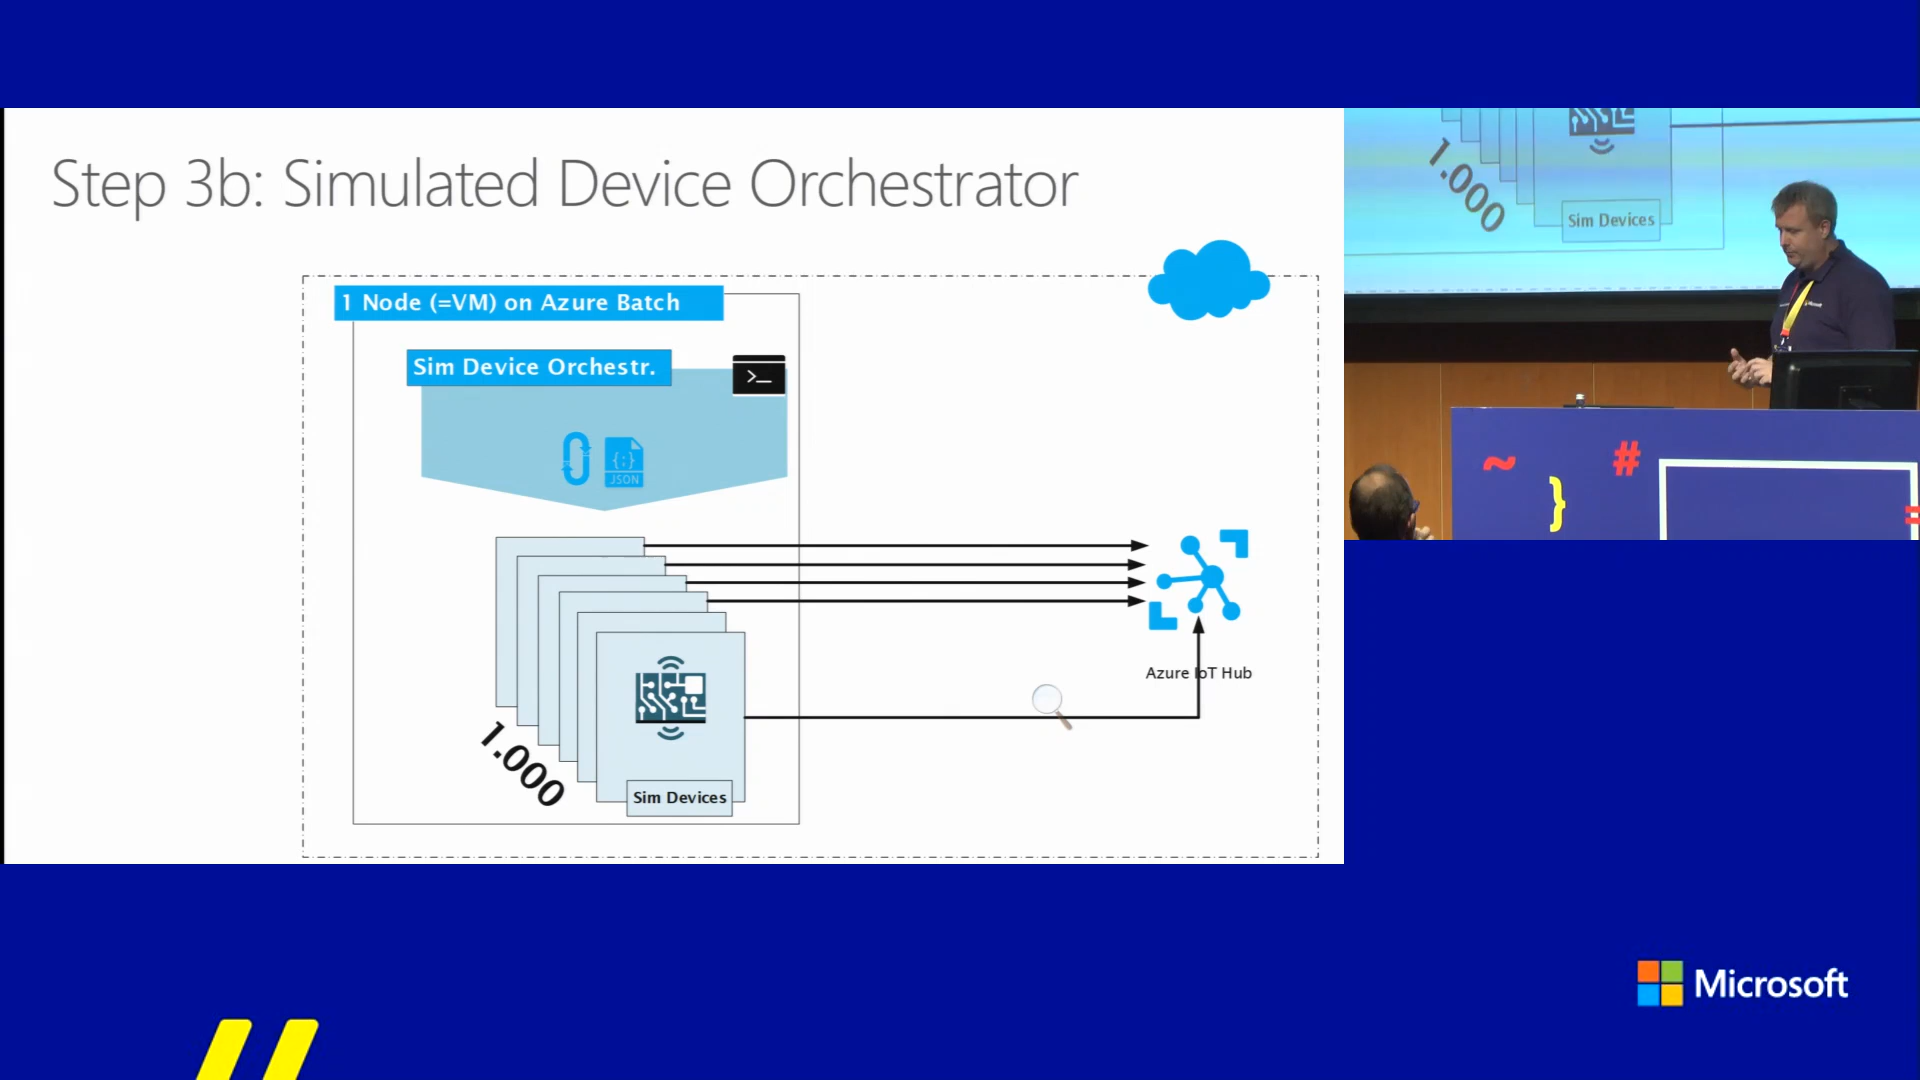 Step 3b: Simulated Device Orchestrator
1 Node (=VM) on Azure Batch
Sim Device Orchestr.
>_
{;}
JSON
Azure IoT Hub
1.000
Sim Devices
1.000
Sim Devices
Microsoft
~
#
}
=
Microsoft